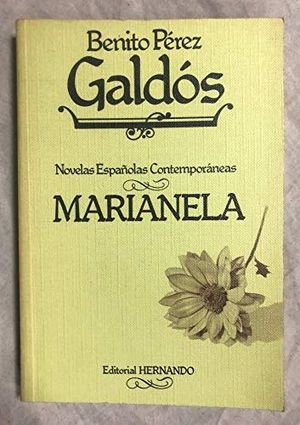 Benito Pérez
Galdós
Novelas Españolas Contemporáneas
MARIANELA
Editorial HERNANDO